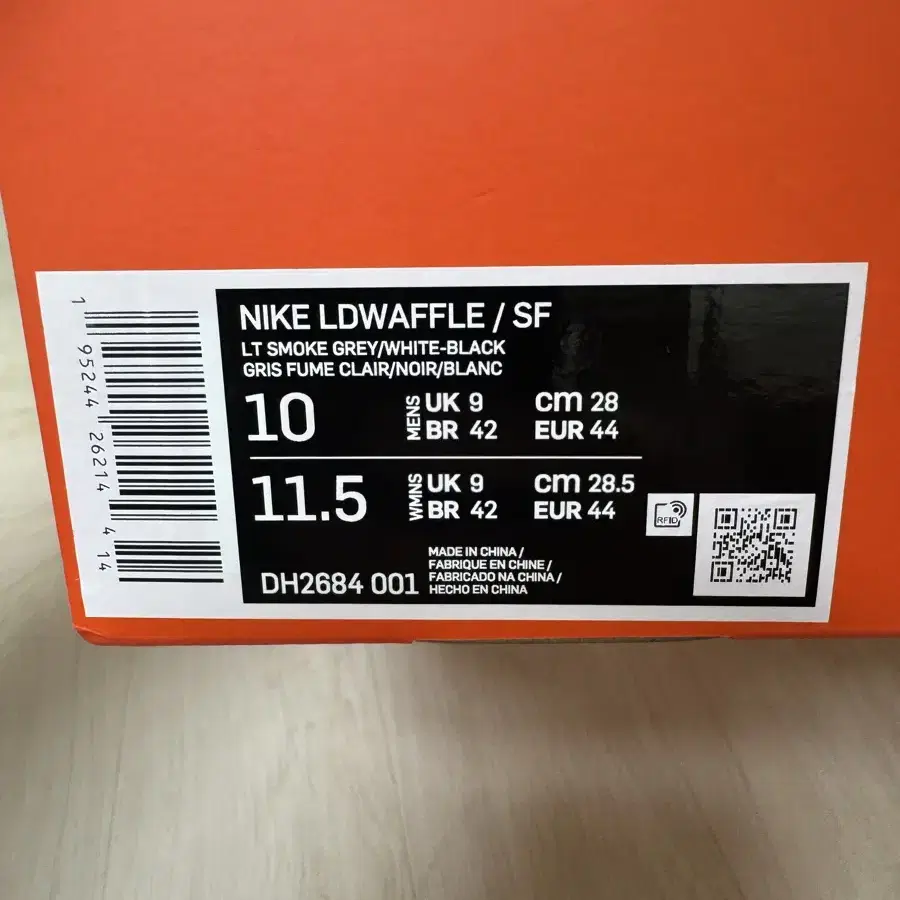 NIKE LDWAFFLE / SF
LT SMOKE GREY/WHITE-BLACK
GRIS FUME CLAIR/NOIR/BLANC
10 MENS UK 9 cm 28
BR 42 EUR 44
11.5 WMNS UK 9 cm 28.5
BR 42 EUR 44
RFID
DH2684 001
MADE IN CHINA /
FABRIQUE EN CHINE /
FABRICADO NA CHINA /
HECHO EN CHINA
1 95244 26214 4 14